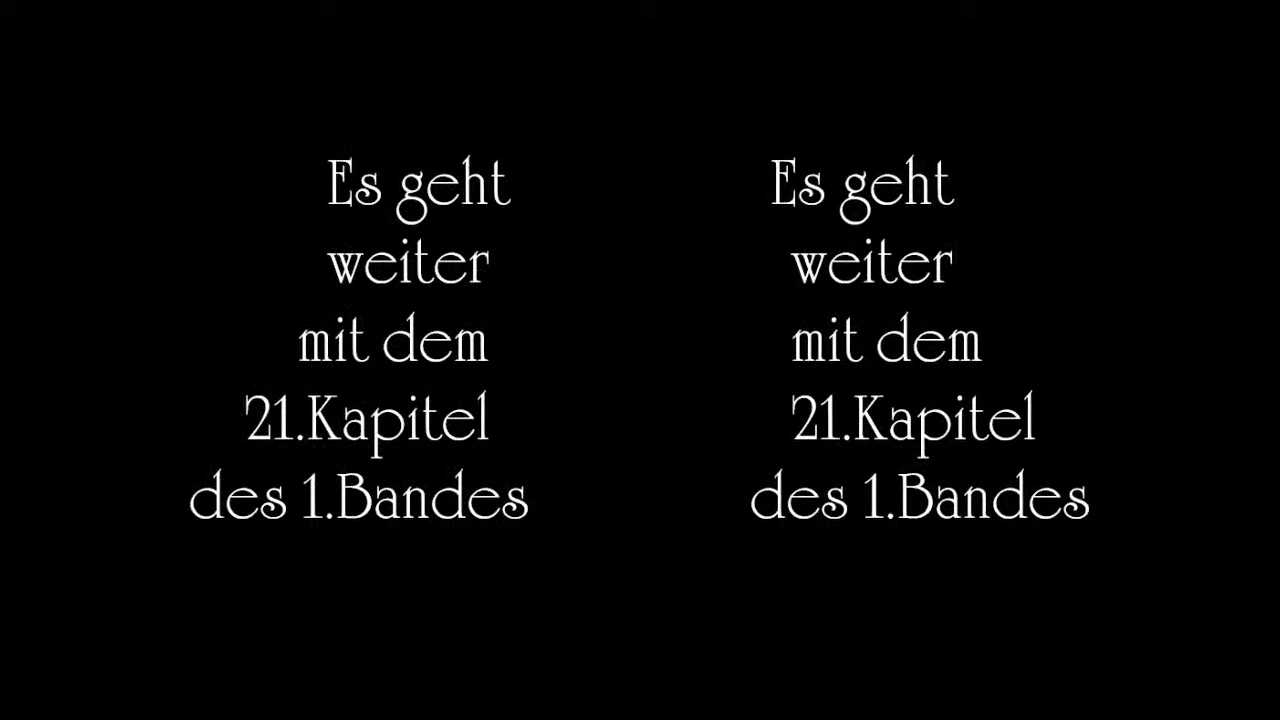 Es geht
weiter
mit dem
21.Kapitel
des 1.Bandes
Es geht
weiter
mit dem
21.Kapitel
des 1.Bandes